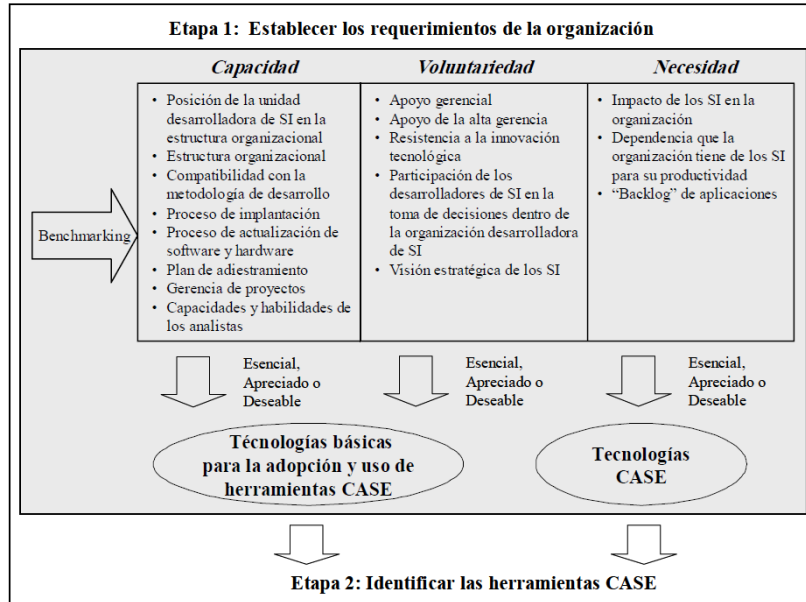 Etapa 1: Establecer los requerimientos de la organización
Capacidad
• Posición de la unidad
desarrolladora de SI en la
estructura organizacional
• Estructura organizacional
• Compatibilidad con la
metodología de desarrollo
• Proceso de implantación
• Proceso de actualización de
software y hardware
• Plan de adiestramiento
• Gerencia de proyectos
• Capacidades y habilidades de
los analistas
Voluntariedad
• Apoyo gerencial
• Apoyo de la alta gerencia
• Resistencia a la innovación
tecnológica
• Participación de los
desarrolladores de SI en la
toma de decisiones dentro de
la organización desarrolladora
de SI
• Visión estratégica de los SI
Necesidad
• Impacto de los SI en la
organización
• Dependencia que la
organización tiene de los SI
para su productividad
• “Backlog” de aplicaciones
Benchmarking
Esencial,
Apreciado o
Deseable
Esencial,
Apreciado o
Deseable
Esencial,
Apreciado o
Deseable
Técnologías básicas
para la adopción y uso de
herramientas CASE
Tecnologías
CASE
Etapa 2: Identificar las herramientas CASE